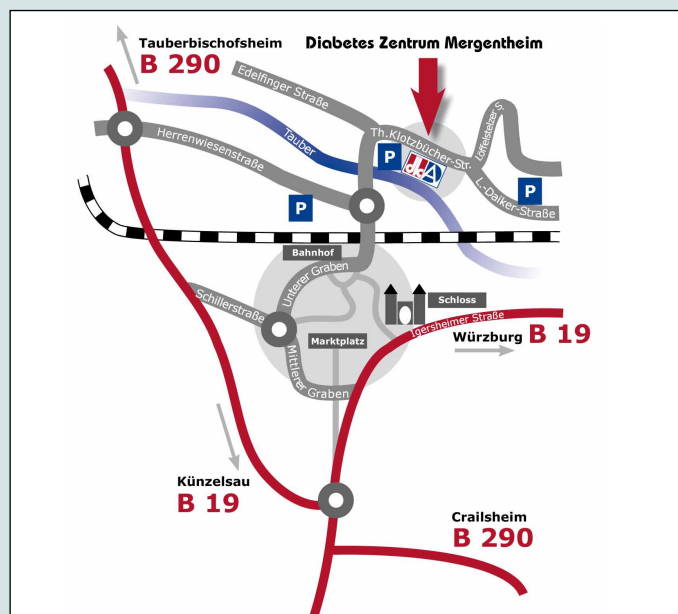 Tauberbischofsheim
B 290
Diabetes Zentrum Mergentheim
Edelfinger Straße
Th.Klotzbücher-Str.
Löffelstelzer S.
Herrenwiesenstraße
Tauber
P
P
P
L.-Daiker-Straße
Bahnhof
Unterer Graben
Schillerstraße
Schloss
Igersheimer Straße
Marktplatz
Würzburg B 19
Mittlerer Graben
Künzelsau
B 19
Crailsheim
B 290